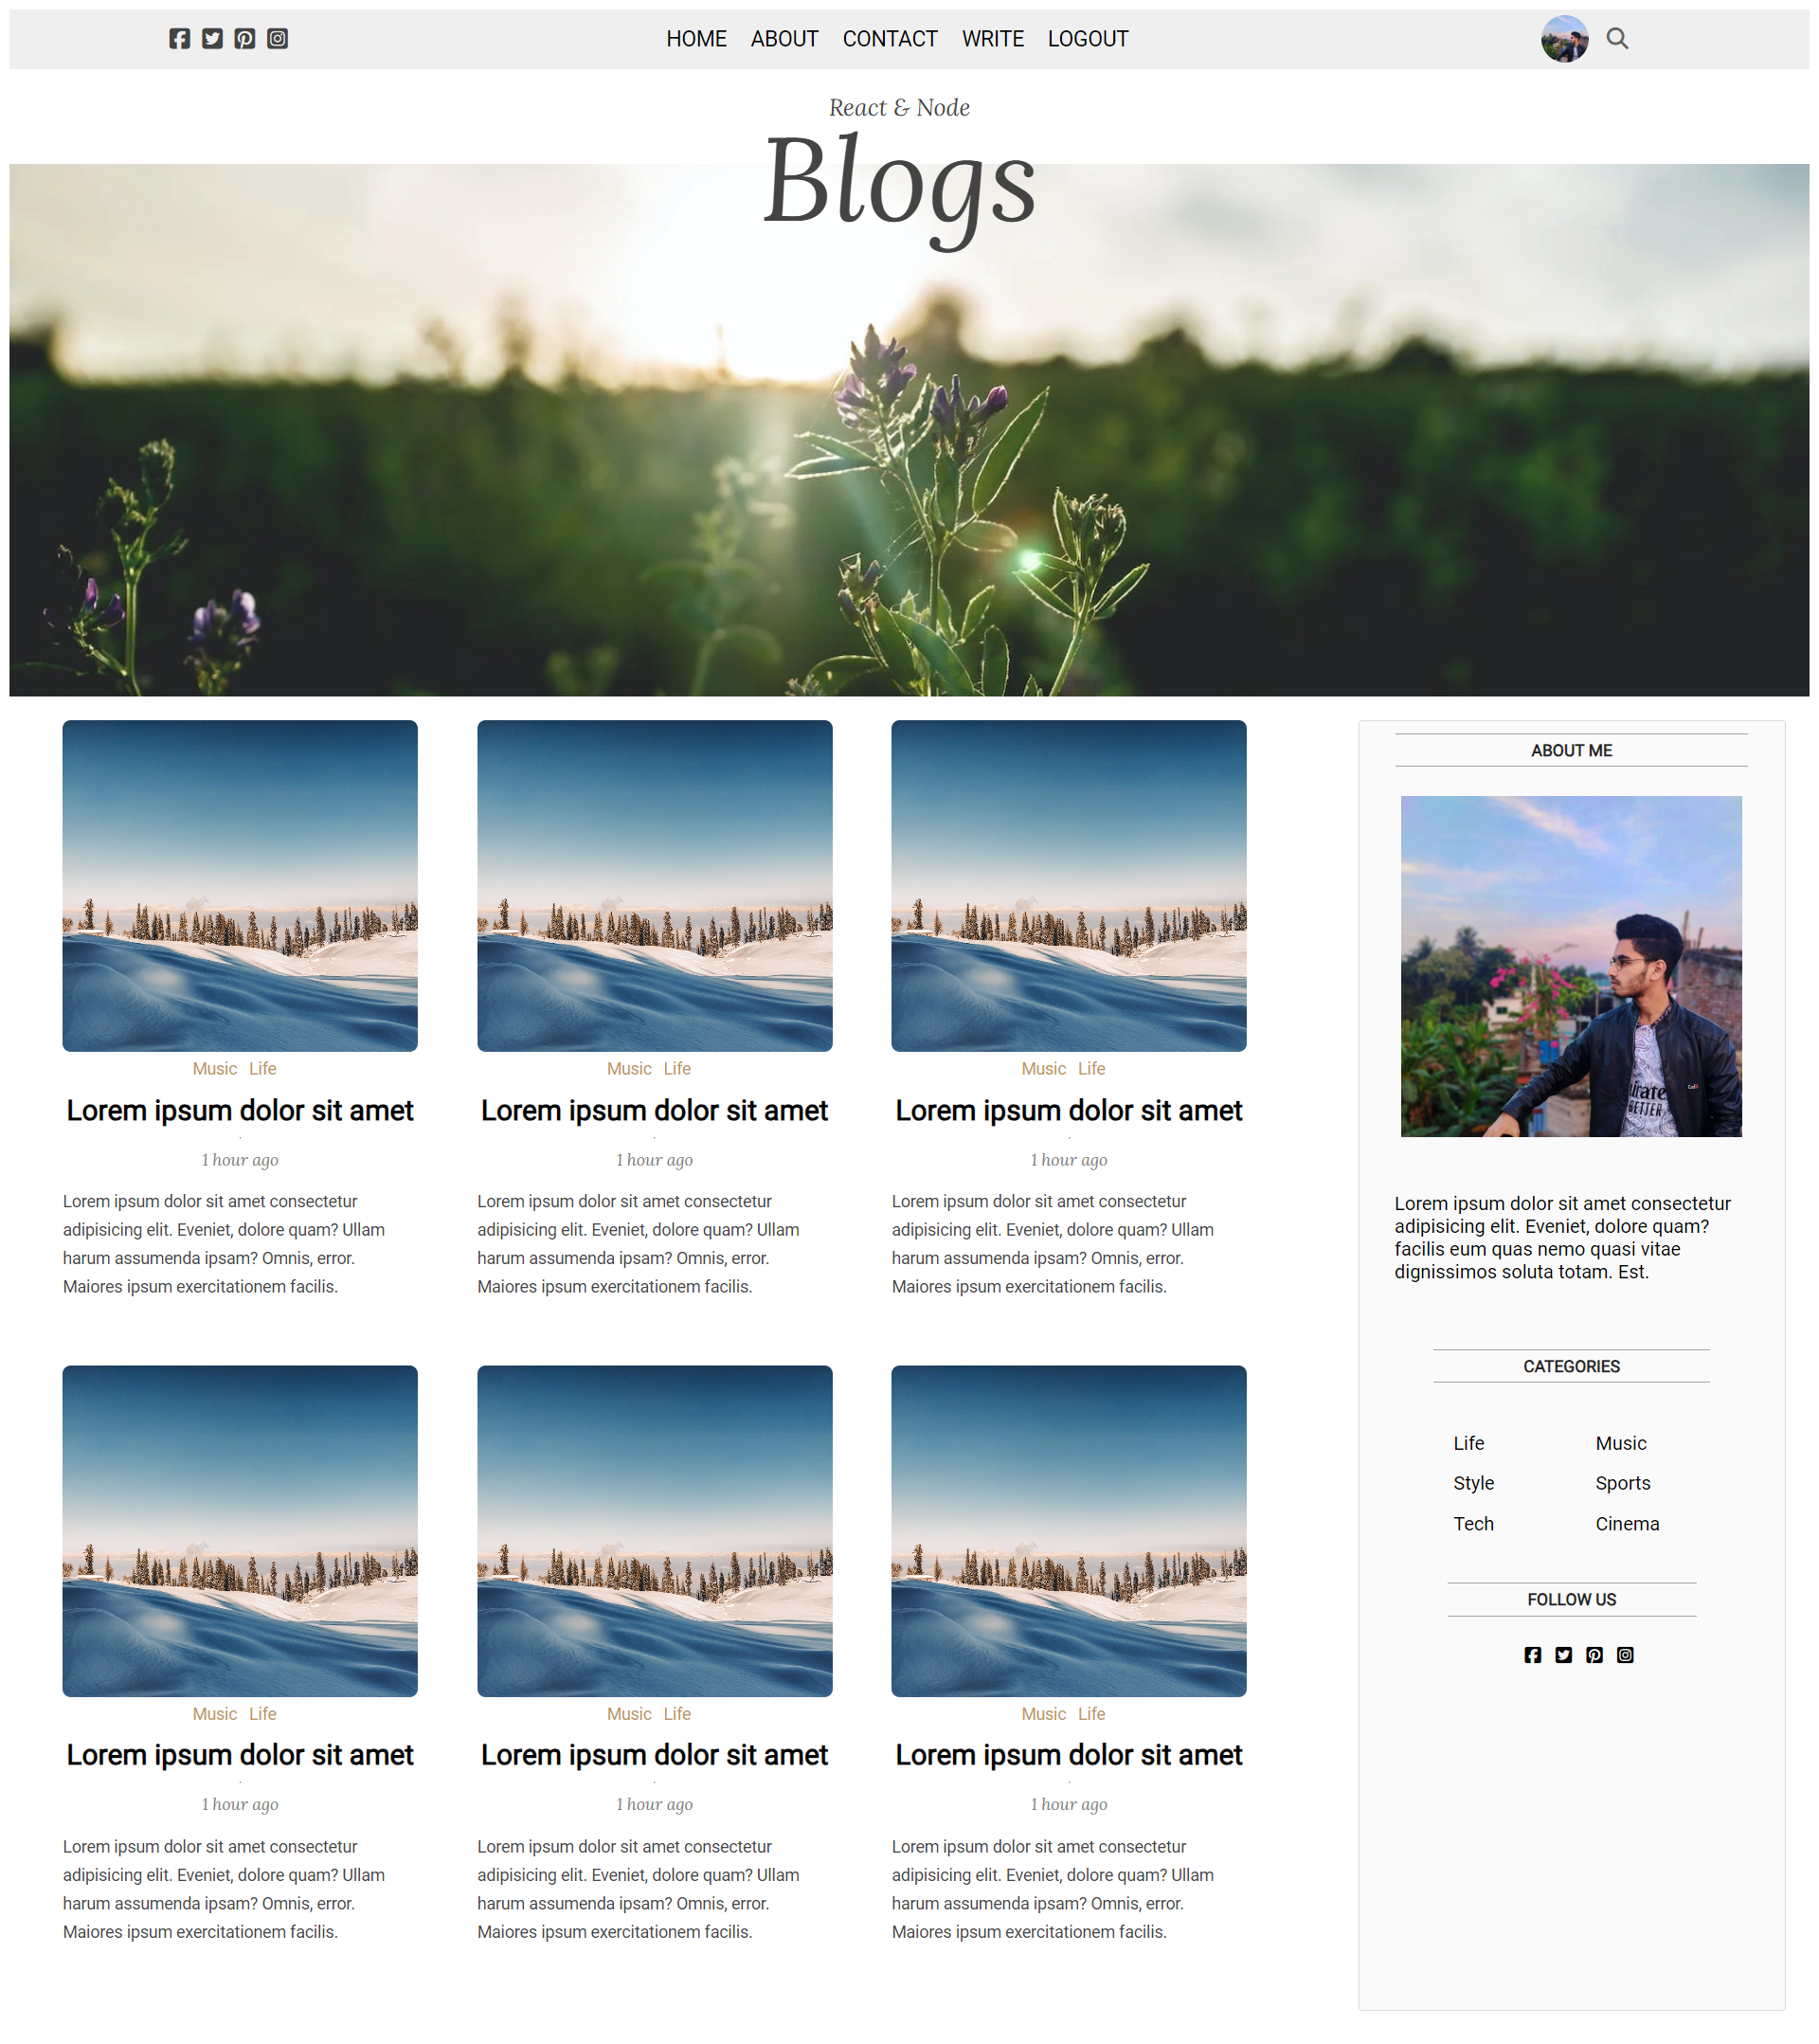 HOME ABOUT CONTACT WRITE LOGOUT
React & Node
Blogs
Music Life
Lorem ipsum dolor sit amet
1 hour ago
Lorem ipsum dolor sit amet consectetur
adipisicing elit. Eveniet, dolore quam? Ullam
harum assumenda ipsam? Omnis, error.
Maiores ipsum exercitationem facilis.
Music Life
Lorem ipsum dolor sit amet
1 hour ago
Lorem ipsum dolor sit amet consectetur
adipisicing elit. Eveniet, dolore quam? Ullam
harum assumenda ipsam? Omnis, error.
Maiores ipsum exercitationem facilis.
Music Life
Lorem ipsum dolor sit amet
1 hour ago
Lorem ipsum dolor sit amet consectetur
adipisicing elit. Eveniet, dolore quam? Ullam
harum assumenda ipsam? Omnis, error.
Maiores ipsum exercitationem facilis.
Music Life
Lorem ipsum dolor sit amet
1 hour ago
Lorem ipsum dolor sit amet consectetur
adipisicing elit. Eveniet, dolore quam? Ullam
harum assumenda ipsam? Omnis, error.
Maiores ipsum exercitationem facilis.
Music Life
Lorem ipsum dolor sit amet
1 hour ago
Lorem ipsum dolor sit amet consectetur
adipisicing elit. Eveniet, dolore quam? Ullam
harum assumenda ipsam? Omnis, error.
Maiores ipsum exercitationem facilis.
Music Life
Lorem ipsum dolor sit amet
1 hour ago
Lorem ipsum dolor sit amet consectetur
adipisicing elit. Eveniet, dolore quam? Ullam
harum assumenda ipsam? Omnis, error.
Maiores ipsum exercitationem facilis.
ABOUT ME
BETTER
Lorem ipsum dolor sit amet consectetur
adipisicing elit. Eveniet, dolore quam?
facilis eum quas nemo quasi vitae
dignissimos soluta totam. Est.
CATEGORIES
Life Music
Style Sports
Tech Cinema
FOLLOW US